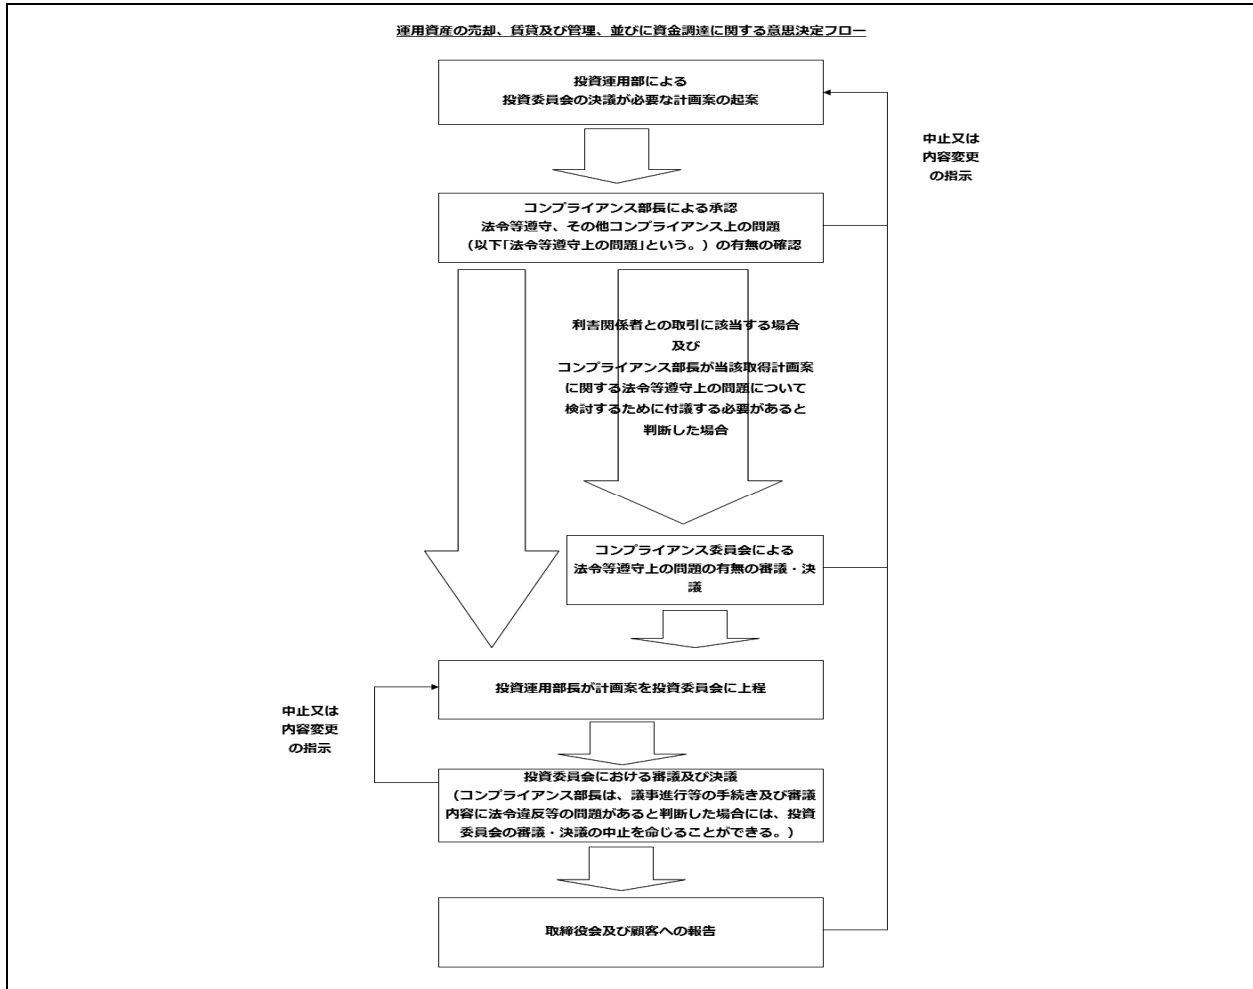 運用資産の売却、賃貸及び管理、並びに資金調達に関する意思決定フロー
投資運用部による
投資委員会の決議が必要な計画案の起案
中止又は
内容変更
の指示
コンプライアンス部長による承認
法令等遵守、その他コンプライアンス上の問題
（以下「法令等遵守上の問題」という。）の有無の確認
利害関係者との取引に該当する場合
及び
コンプライアンス部長が当該取得計画案
に関する法令等遵守上の問題について
検討するために付議する必要があると
判断した場合
コンプライアンス委員会による
法令等遵守上の問題の有無の審議・決
議
投資運用部長が計画案を投資委員会に上程
中止又は
内容変更
の指示
投資委員会における審議及び決議
（コンプライアンス部長は、議事進行等の手続き及び審議
内容に法令違反等の問題があると判断した場合には、投資
委員会の審議・決議の中止を命じることができる。）
取締役会及び顧客への報告